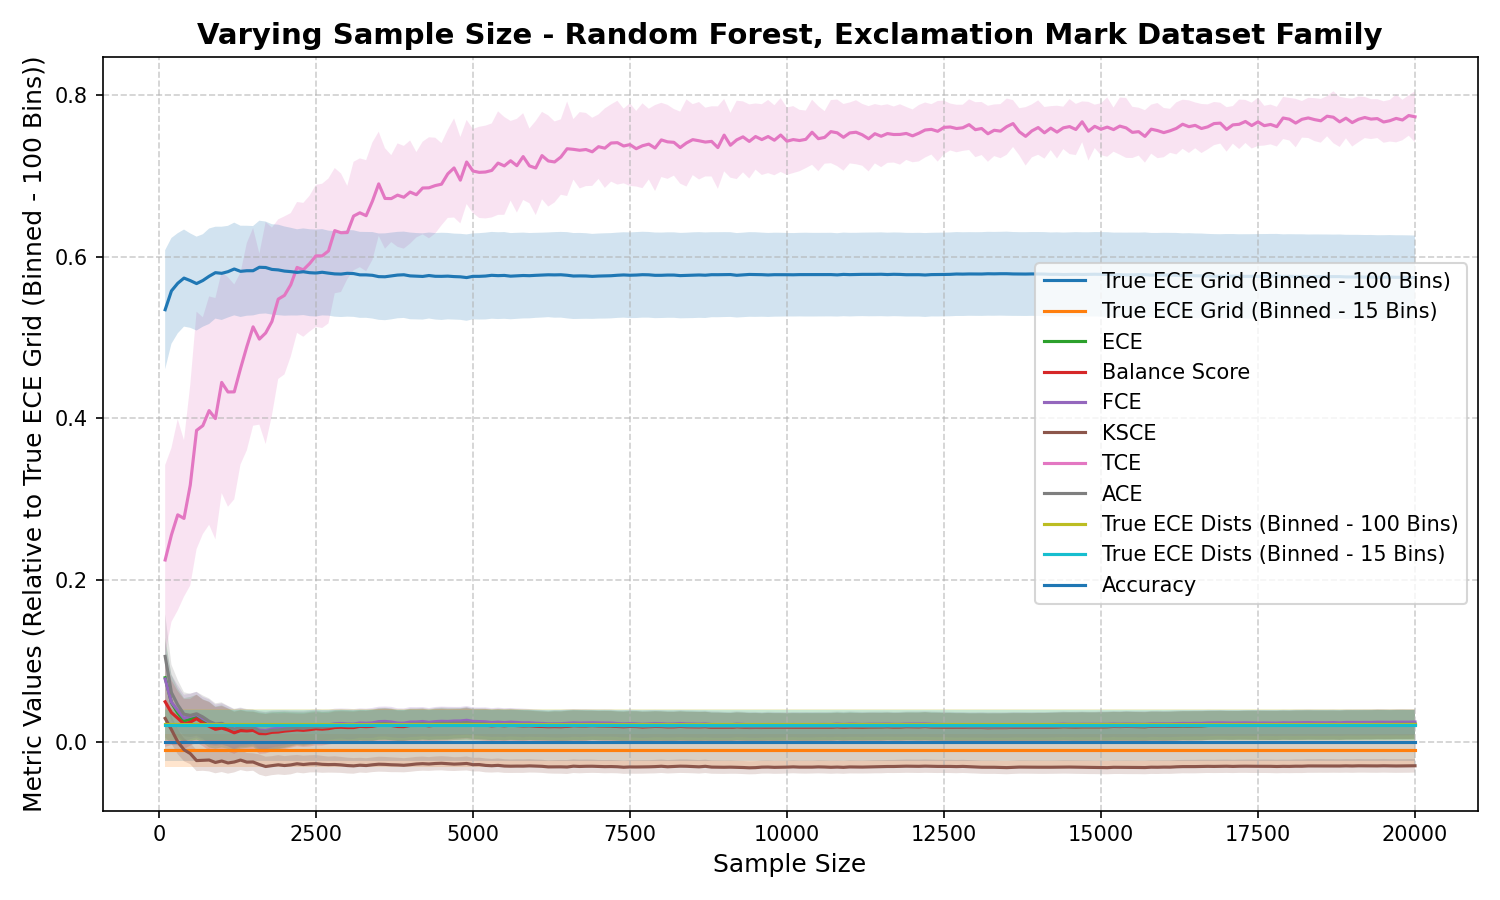 Varying Sample Size - Random Forest, Exclamation Mark Dataset Family
Metric Values (Relative to True ECE Grid (Binned - 100 Bins))
0.8
0.6
0.4
0.2
0.0
True ECE Grid (Binned - 100 Bins)
True ECE Grid (Binned - 15 Bins)
ECE
Balance Score
FCE
KSCE
TCE
ACE
True ECE Dists (Binned - 100 Bins)
True ECE Dists (Binned - 15 Bins)
Accuracy
0 2500 5000 7500 10000 12500 15000 17500 20000
Sample Size